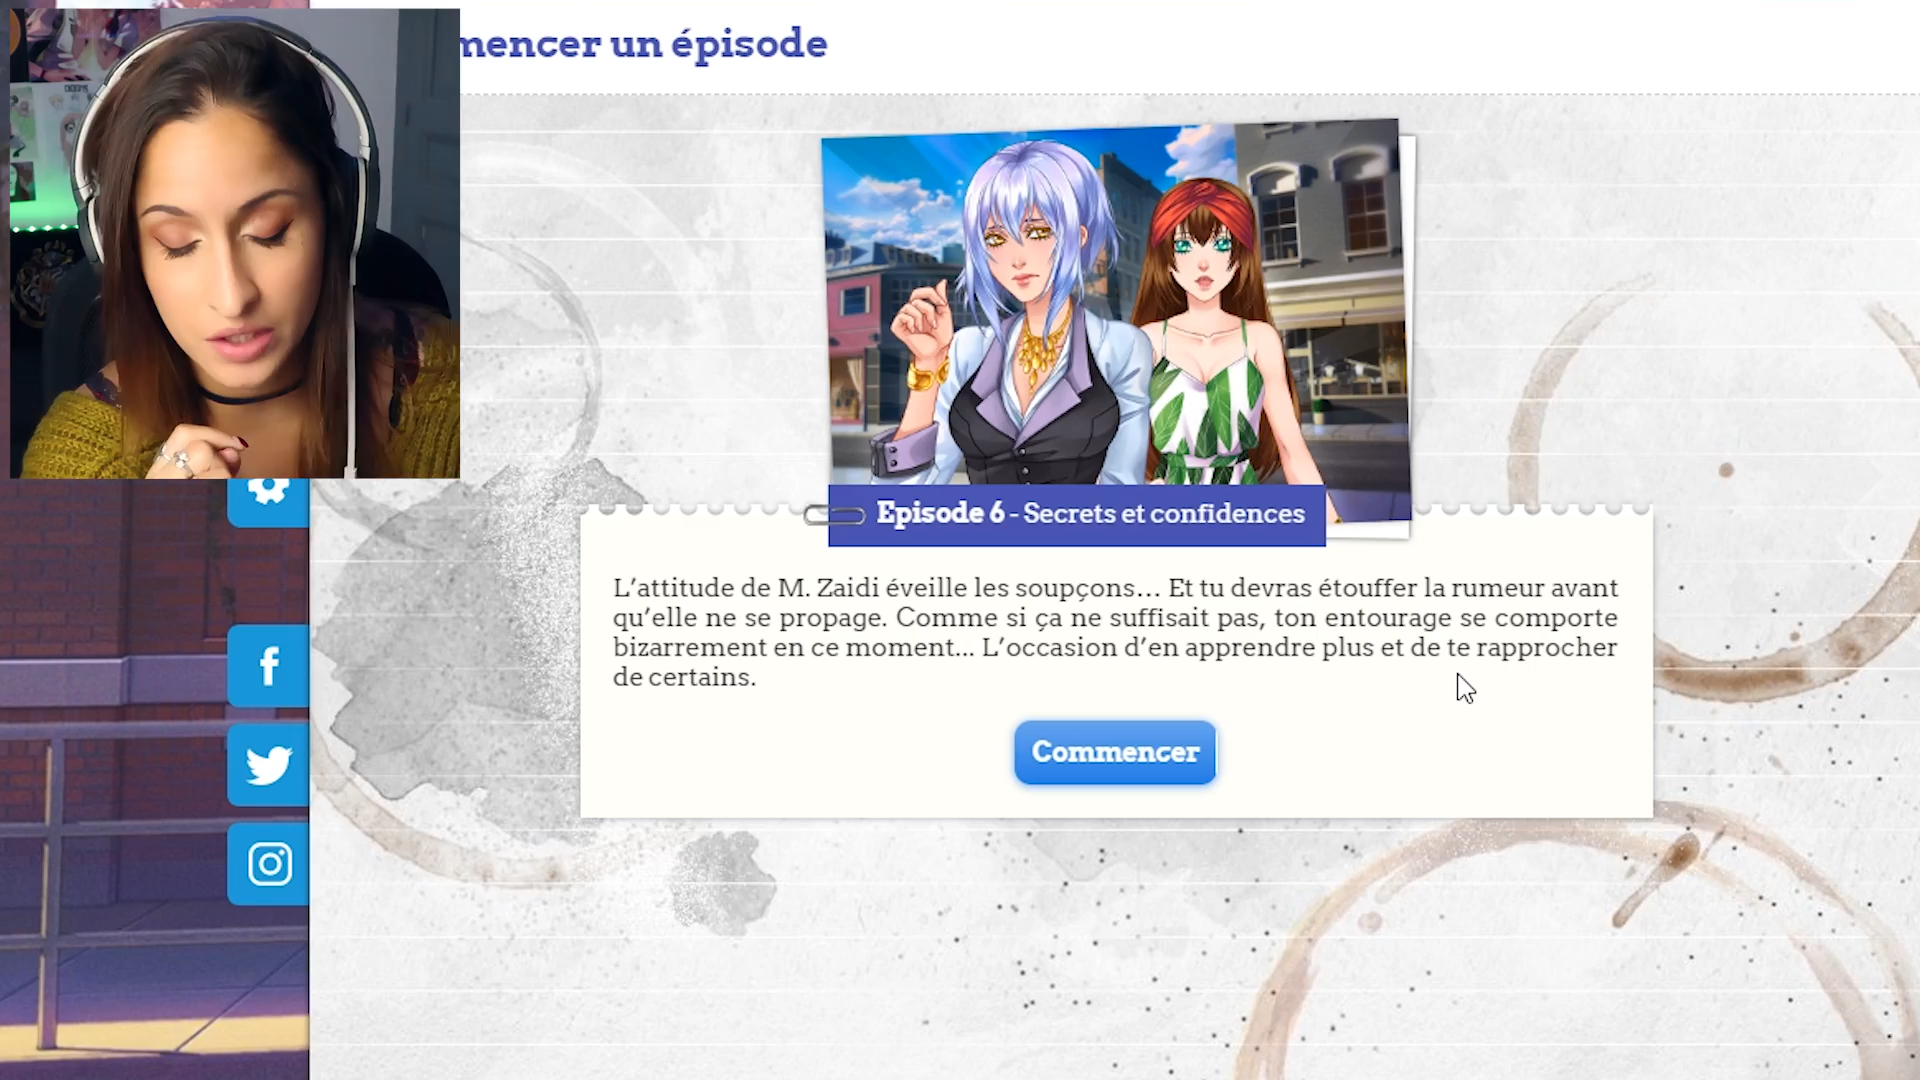 mencer un épisode
Episode 6 - Secrets et confidences
L’attitude de M. Zaidi éveille les soupçons... Et tu devras étouffer la rumeur avant
qu’elle ne se propage. Comme si ça ne suffisait pas, ton entourage se comporte
bizarrement en ce moment... L’occasion d’en apprendre plus et de te rapprocher
de certains.
Commencer